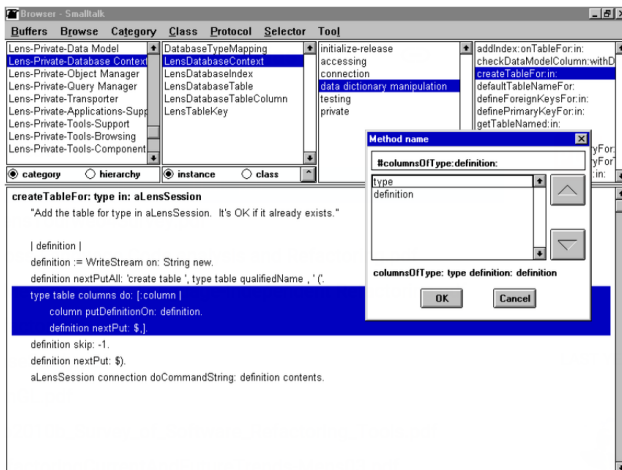 Browser - Smalltalk
Buffers Browse Category Class Protocol Selector Tool
Lens-Private-Data Model
Lens-Private-Database Context
Lens-Private-Object Manager
Lens-Private-Query Manager
Lens-Private-Transporter
Lens-Private-Applications-Supp
Lens-Private-Tools-Support
Lens-Private-Tools-Browsing
Lens-Private-Tools-Component
category hierarchy
DatabaseTypeMapping
LensDatabaseContext
LensDatabaseIndex
LensDatabaseTable
LensDatabaseTableColumn
LensTableKey
instance class
initialize-release
accessing
connection
data dictionary manipulation
testing
private
addIndex:onTableFor:in:
checkDataModelColumn:withD
createTableFor:in:
defaultTableNameFor:
defineForeignKeysFor:in:
definePrimaryKeyFor:in:
getTableNamed:in:
yFor:
yForT
:in:
Method name
#columnsOfType:definition:
type
definition
columnsOfType: type definition: definition
OK Cancel
createTableFor: type in: aLensSession
"Add the table for type in aLensSession. It's OK if it already exists."
| definition |
definition := WriteStream on: String new.
definition nextPutAll: 'create table ', type table qualifiedName , ' ('.
type table columns do: [:column |
column putDefinitionOn: definition.
definition nextPut: $,].
definition skip: -1.
definition nextPut: $).
aLensSession connection doCommandString: definition contents.